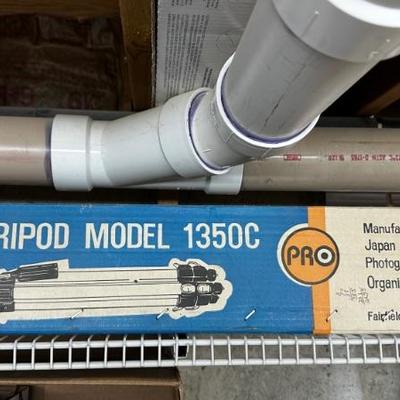 RIPOD MODEL 1350C
PRO
Manufa
Japan
Photog
Organi
Fairfiel